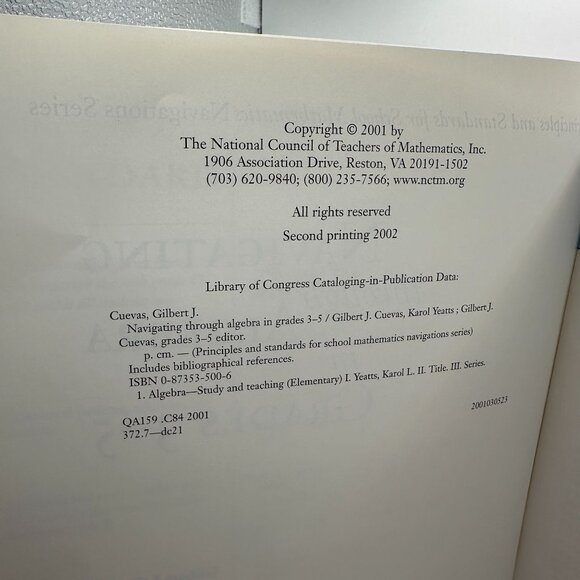 Copyright © 2001 by
The National Council of Teachers of Mathematics, Inc.
1906 Association Drive, Reston, VA 20191-1502
(703) 620-9840; (800) 235-7566; www.nctm.org
All rights reserved
Second printing 2002
Library of Congress Cataloging-in-Publication Data:
Cuevas, Gilbert J.
Navigating through algebra in grades 3–5 / Gilbert J. Cuevas, Karol Yeatts ; Gilbert J.
Cuevas, grades 3–5 editor.
p. cm. — (Principles and standards for school mathematics navigations series)
Includes bibliographical references.
ISBN 0-87353-500-6
1. Algebra—Study and teaching (Elementary) I. Yeatts, Karol L. II. Title. III. Series.
QA159 .C84 2001
372.7—dc21
2001030523